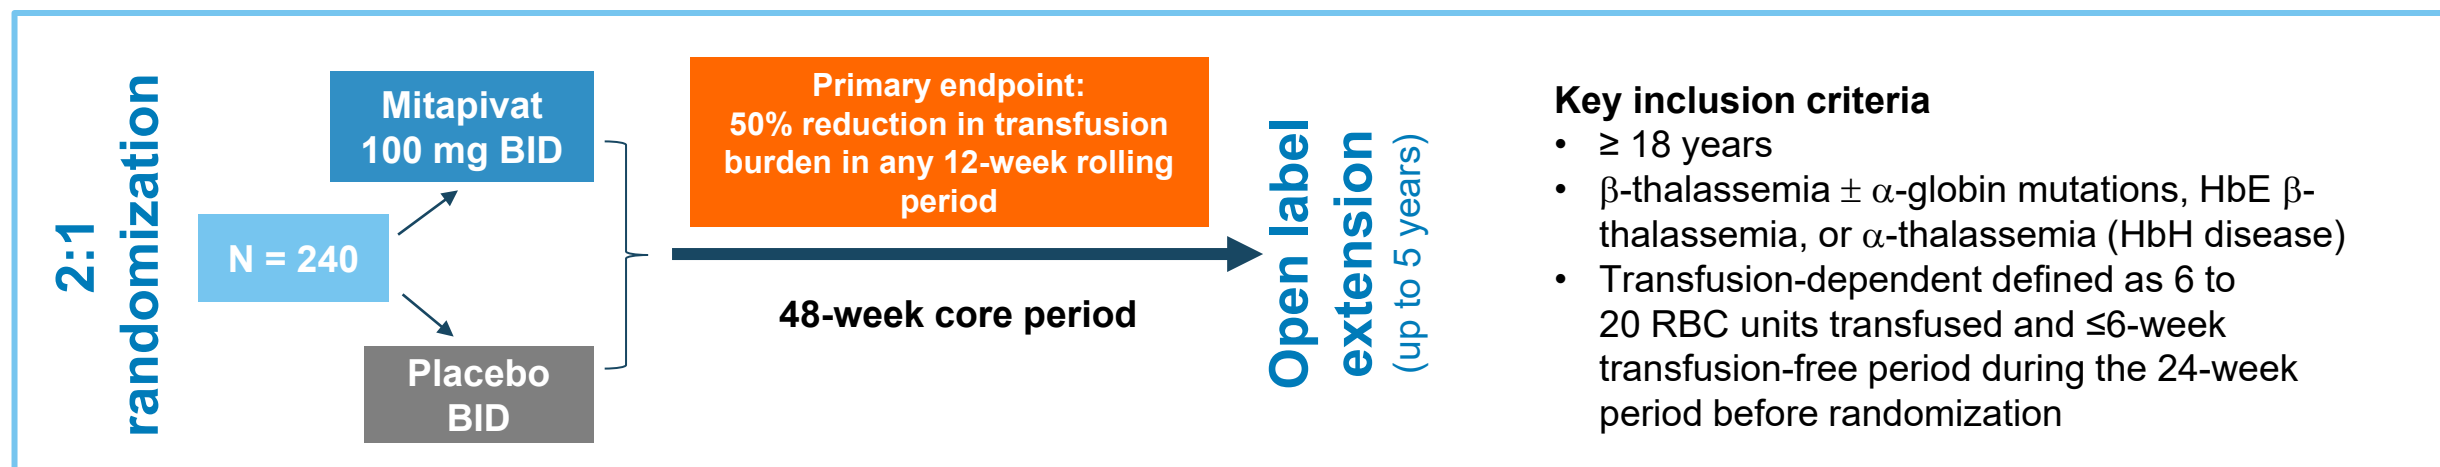 2:1
randomization
N = 240
Mitapivat
100 mg BID
Placebo
BID
Primary endpoint:
50% reduction in transfusion
burden in any 12-week rolling
period
48-week core period
Open label
extension
(up to 5 years)
Key inclusion criteria
• ≥ 18 years
• β-thalassemia ± α-globin mutations, HbE β-
thalassemia, or α-thalassemia (HbH disease)
• Transfusion-dependent defined as 6 to
20 RBC units transfused and ≤6-week
transfusion-free period during the 24-week
period before randomization